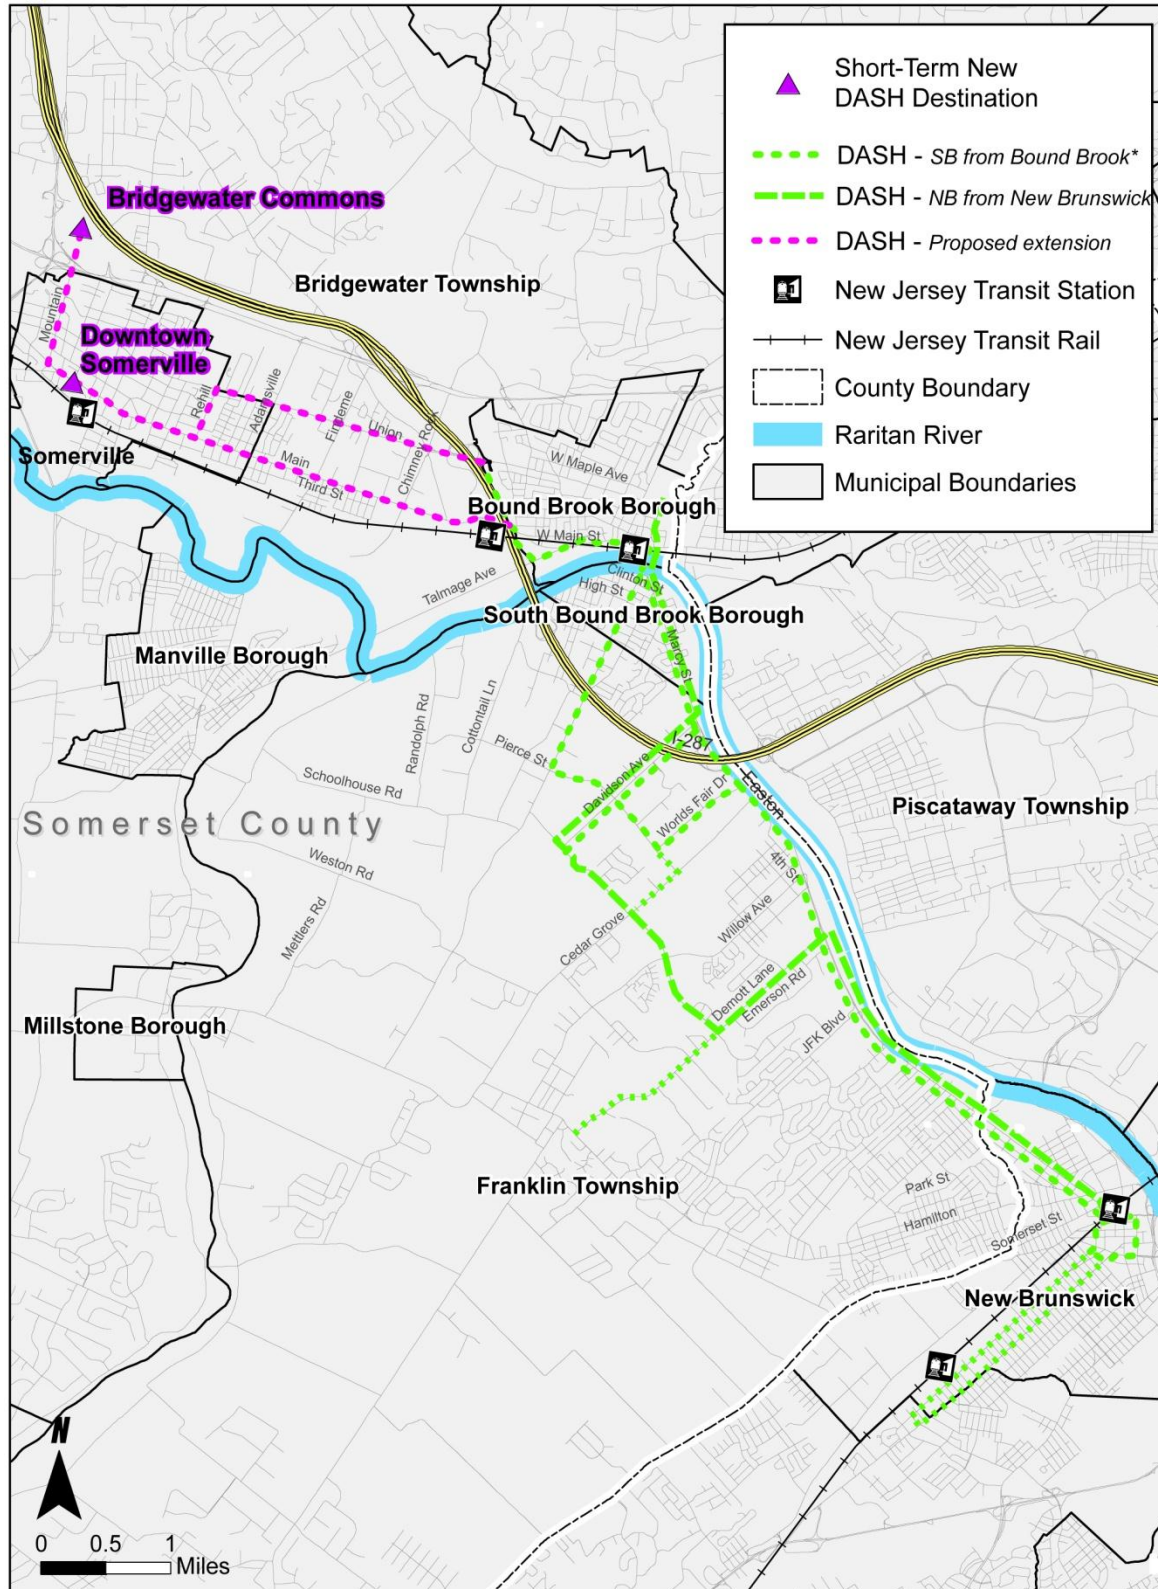 Short-Term New
DASH Destination
DASH - SB from Bound Brook*
DASH - NB from New Brunswick
DASH - Proposed extension
New Jersey Transit Station
New Jersey Transit Rail
County Boundary
Raritan River
Municipal Boundaries
Bridgewater Commons
Bridgewater Township
Mountain
Downtown
Somerville
Rehill
Adamsville
Finderne
Union
Chimney Rock
Somerville
Main
Third St
W Maple Ave
Bound Brook Borough
W Main St
Talmage Ave
Clinton St
High St
South Bound Brook Borough
Manville Borough
Marcy St
Randolph Rd
Cottontail Ln
Pierce St
I-287
Schoolhouse Rd
Davidson Ave
Worlds Fair Dr
Easton
Piscataway Township
Somerset County
Weston Rd
4th St
Mettlers Rd
Cedar Grove
Willow Ave
Demott Lane
Emerson Rd
Millstone Borough
JFK Blvd
Franklin Township
Park St
Hamilton
Somerset St
New Brunswick
N
0 0.5 1
Miles